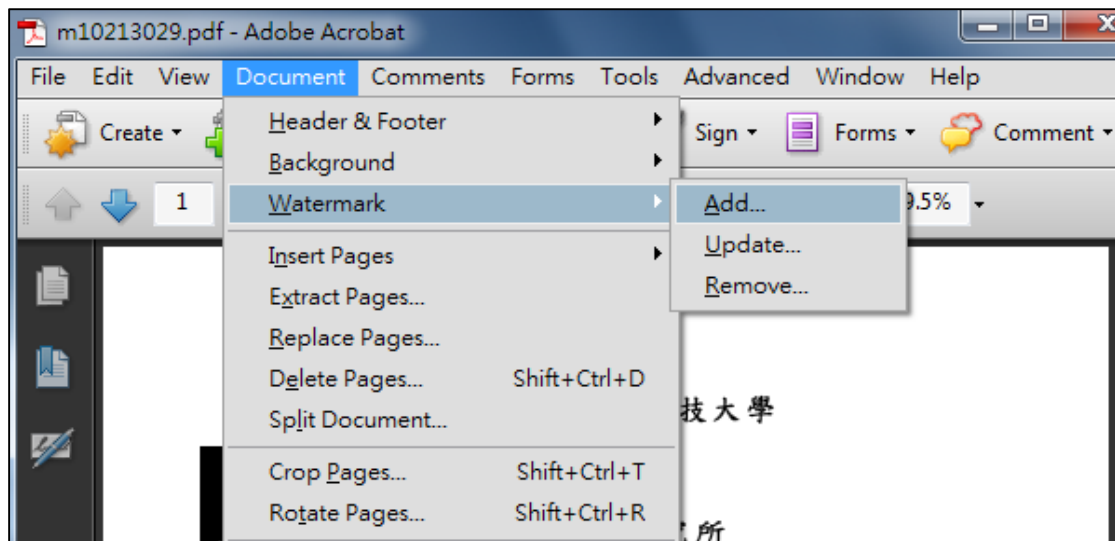 m10213029.pdf - Adobe Acrobat
File Edit View Document Comments Forms Tools Advanced Window Help
Create Sign Forms Comment
1 9.5%
Header & Footer
Background
Watermark
Add...
Update...
Remove...
Insert Pages
Extract Pages...
Replace Pages...
Delete Pages... Shift+Ctrl+D
Split Document...
Crop Pages... Shift+Ctrl+T
Rotate Pages... Shift+Ctrl+R
技大學
所